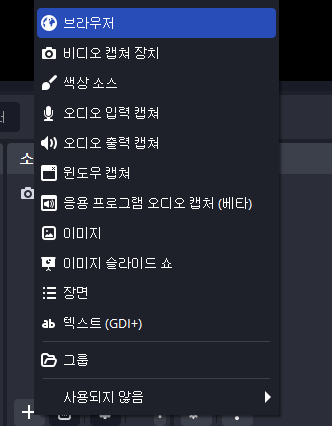 브라우저
비디오 캡쳐 장치
색상 소스
오디오 입력 캡쳐
오디오 출력 캡쳐
윈도우 캡쳐
응용 프로그램 오디오 캡처 (베타)
이미지
이미지 슬라이드 쇼
장면
ab 텍스트 (GDI+)
그룹
사용되지 않음